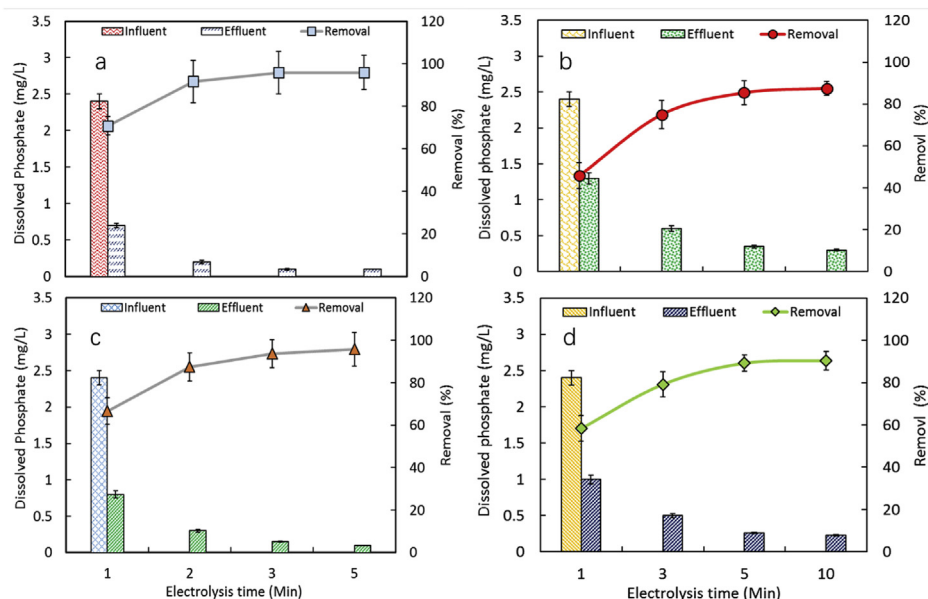 Influent Effluent Removal
a
Dissolved Phosphate (mg/L)
3.5
3
2.5
2
1.5
1
0.5
0
120
100
80
60
40
20
0
Removal (%)
1 2 3 5
Influent Effluent Removal
b
Dissolved phosphate (mg/L)
3.5
3
2.5
2
1.5
1
0.5
0
120
100
80
60
40
20
0
Removl (%)
1 3 5 10
Influent Effluent Removal
c
Dissolved Phosphate (mg/L)
3.5
3
2.5
2
1.5
1
0.5
0
120
100
80
60
40
20
0
Removal (%)
1 2 3 5
Electrolysis time (Min)
Influent Effluent Removal
d
Dissolved phosphate (mg/L)
3.5
3
2.5
2
1.5
1
0.5
0
120
100
80
60
40
20
0
Removl (%)
1 3 5 10
Electrolysis time (Min)